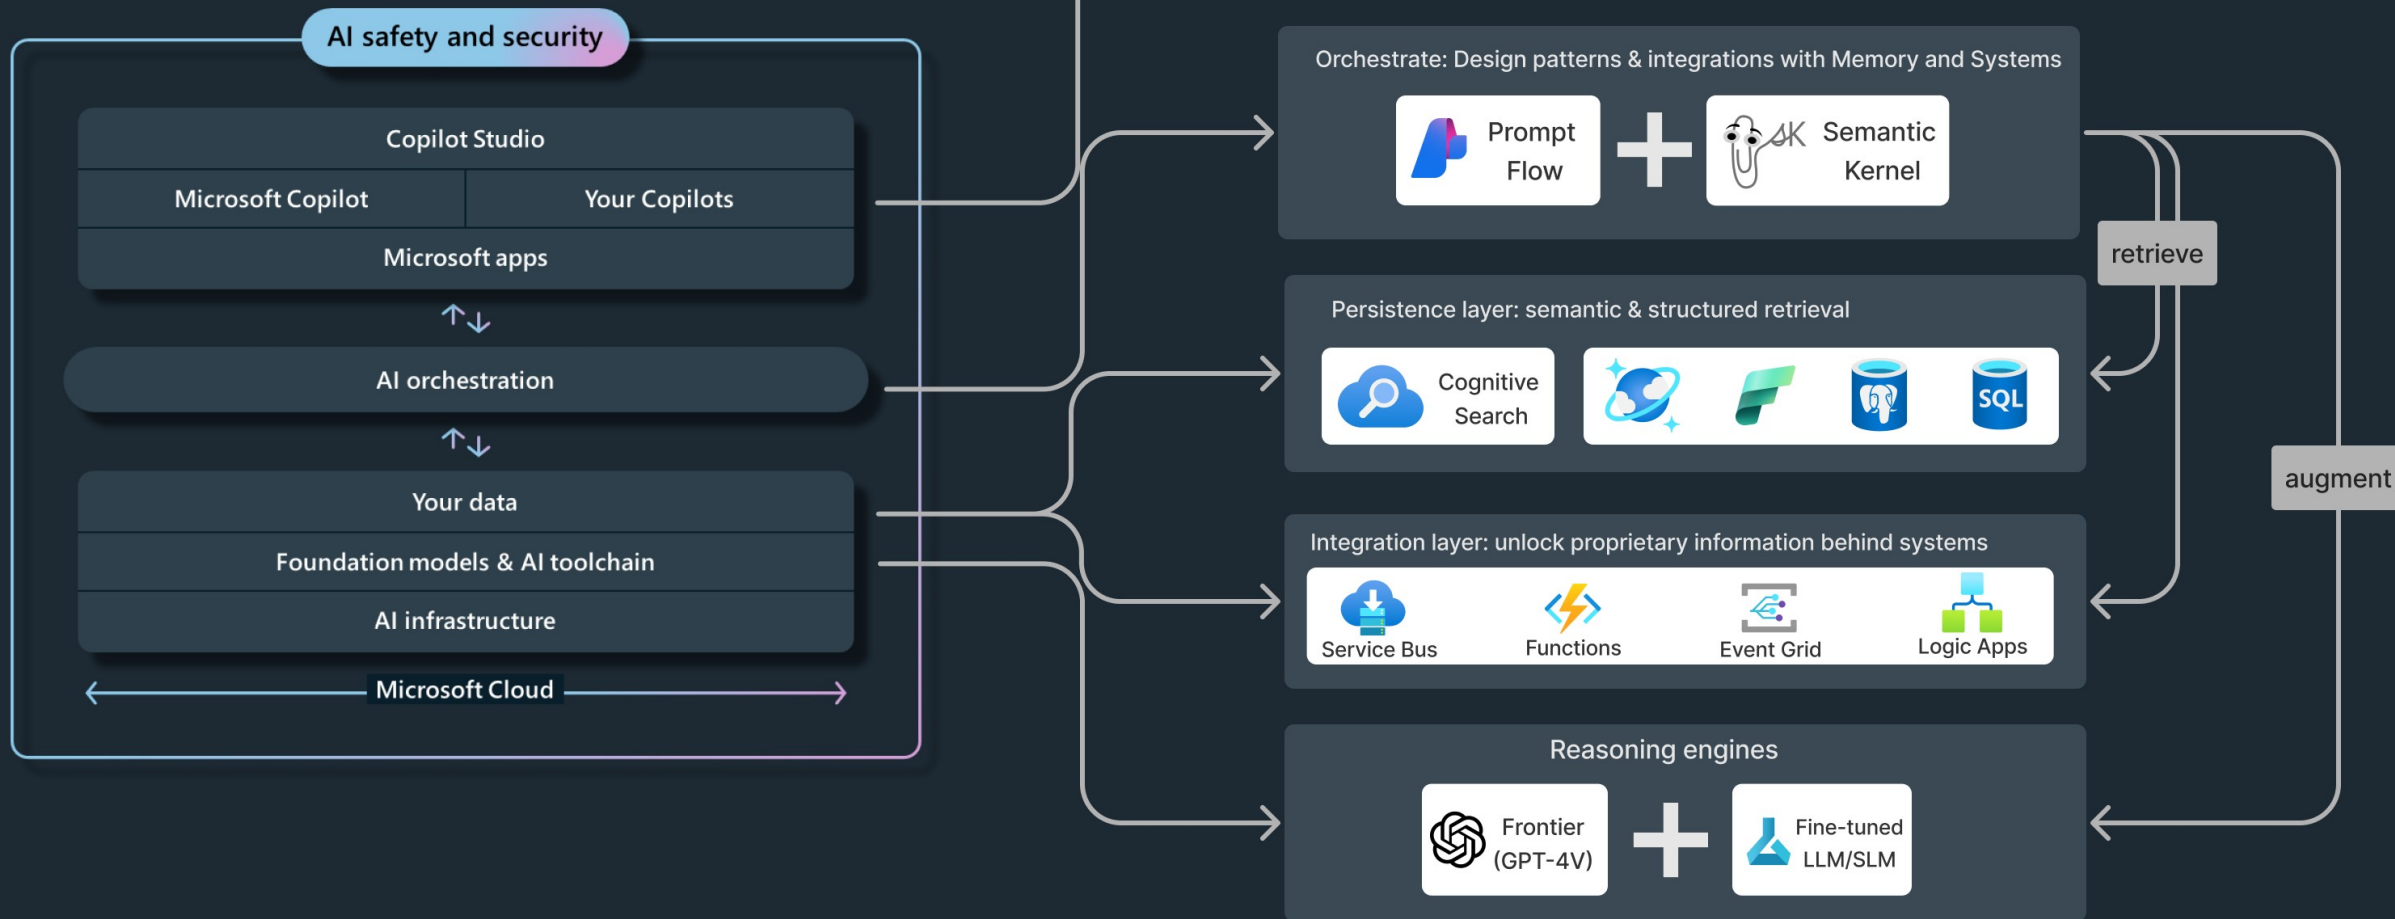 AI safety and security
Copilot Studio
Microsoft Copilot
Your Copilots
Microsoft apps
AI orchestration
Your data
Foundation models & AI toolchain
AI infrastructure
Microsoft Cloud
Orchestrate: Design patterns & integrations with Memory and Systems
Prompt
Flow
SK
Semantic
Kernel
retrieve
Persistence layer: semantic & structured retrieval
Cognitive
Search
SQL
augment
Integration layer: unlock proprietary information behind systems
Service Bus
Functions
Event Grid
Logic Apps
Reasoning engines
Frontier
(GPT-4V)
Fine-tuned
LLM/SLM